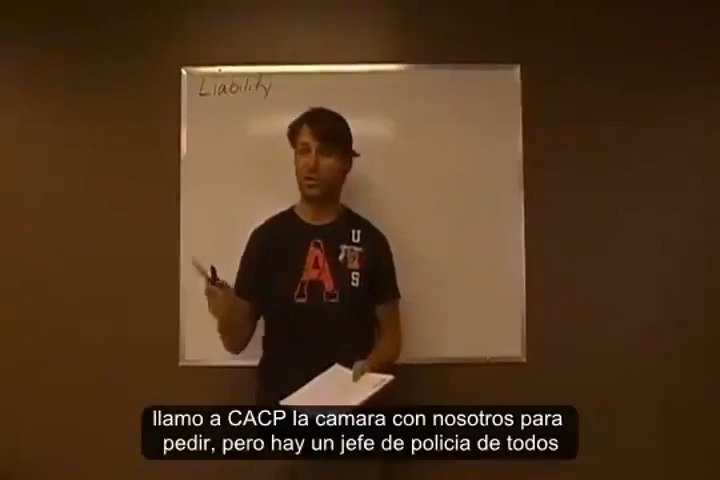 Liability
U
A
S
llamo a CACP la camara con nosotros para
pedir, pero hay un jefe de policia de todos